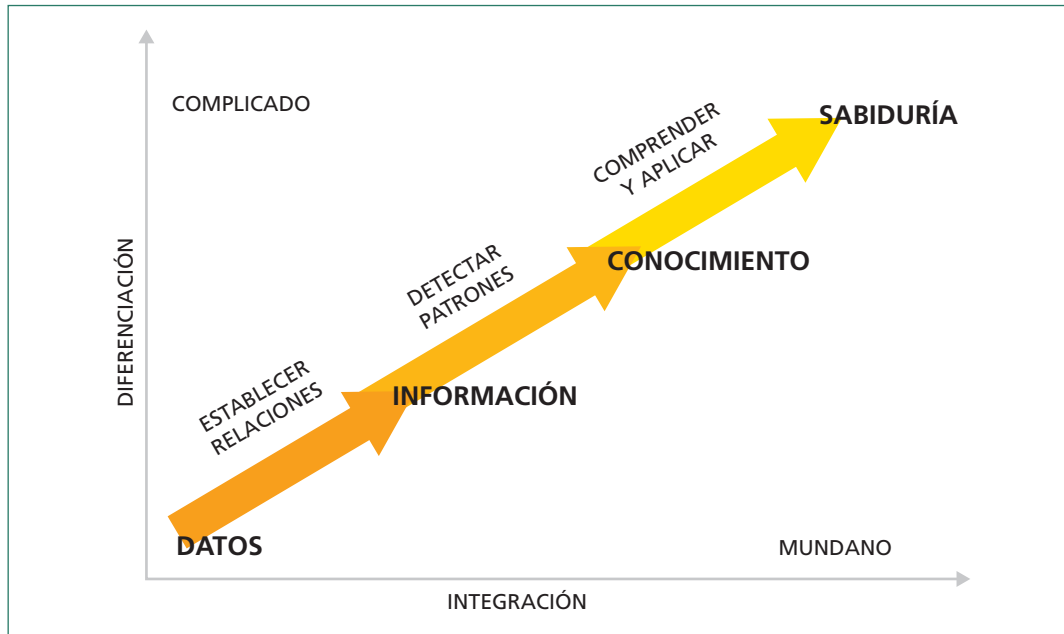 COMPLICADO
SABIDURÍA
COMPRENDER
Y APLICAR
CONOCIMIENTO
DETECTAR
PATRONES
DIFERENCIACIÓN
INFORMACIÓN
ESTABLECER
RELACIONES
DATOS
MUNDANO
INTEGRACIÓN